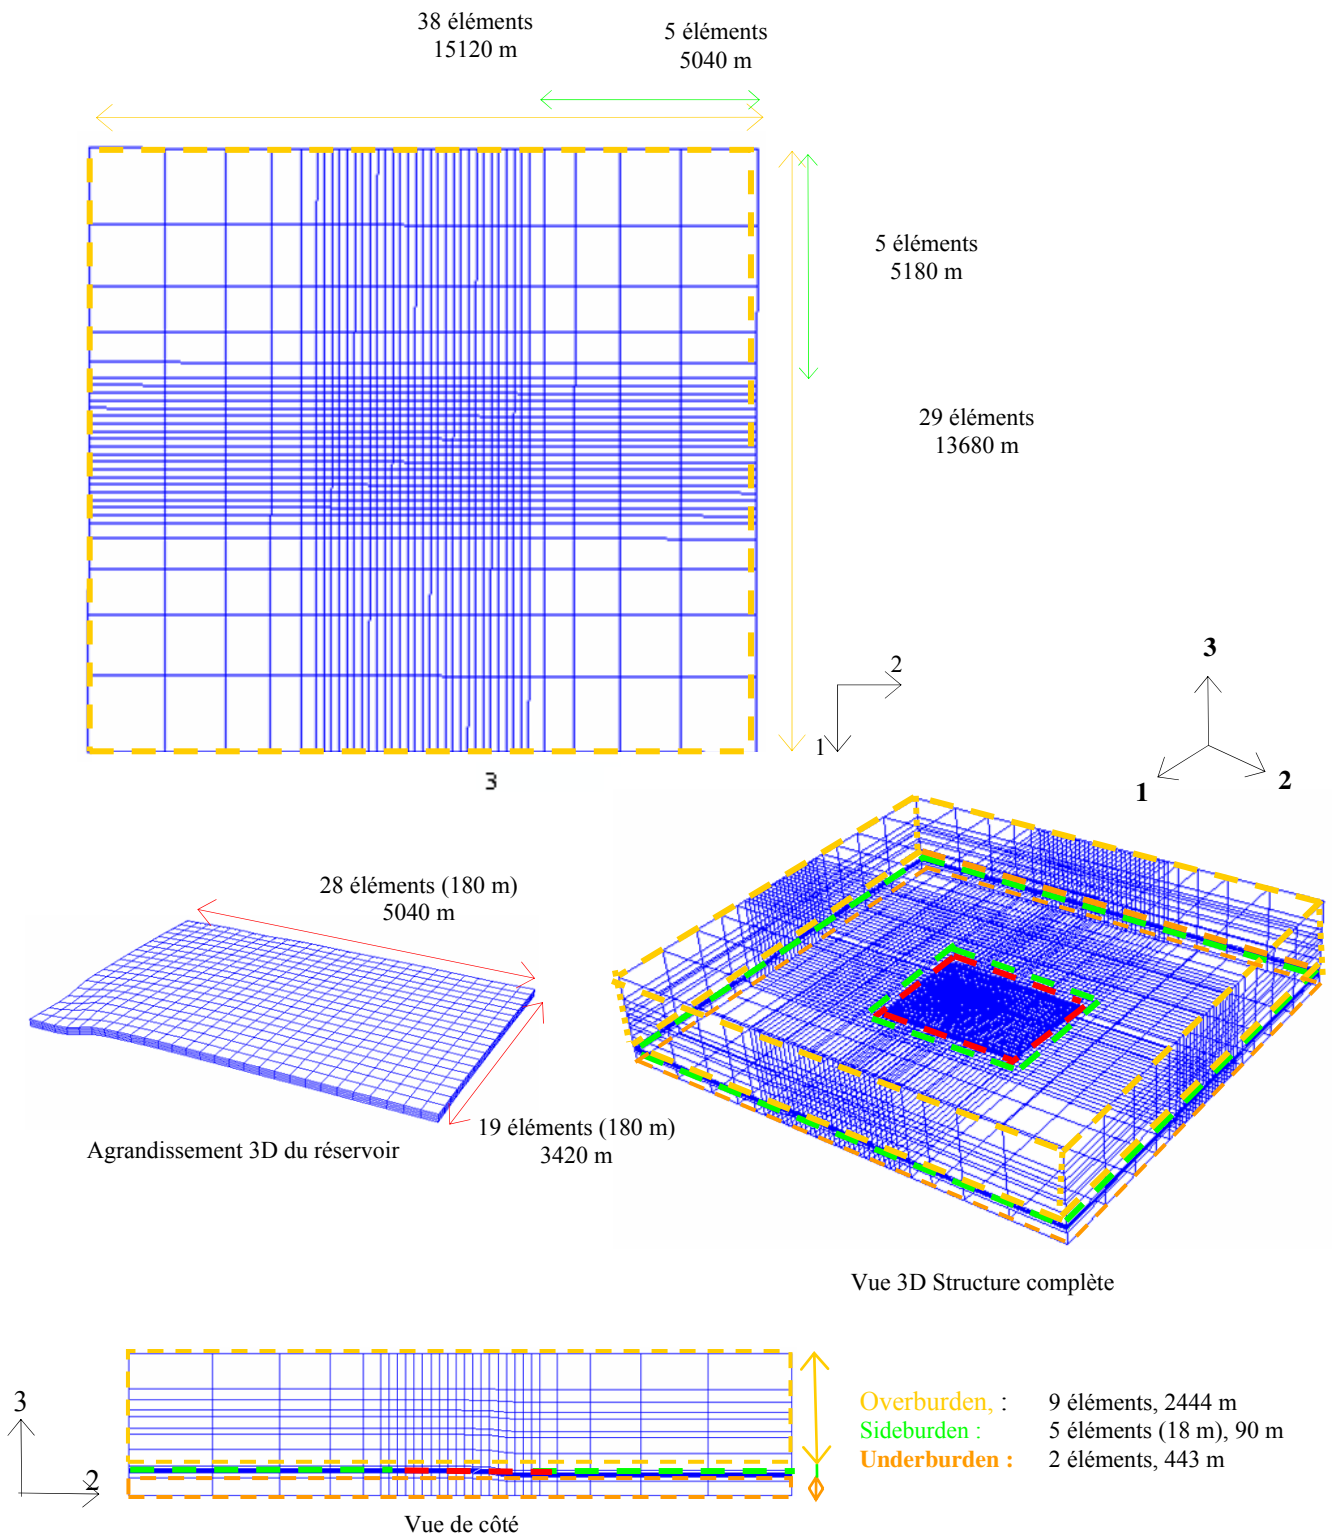 38 éléments
15120 m
5 éléments
5040 m
5 éléments
5180 m
29 éléments
13680 m
2
1
3
3
1
2
28 éléments (180 m)
5040 m
19 éléments (180 m)
3420 m
Agrandissement 3D du réservoir
Vue 3D Structure complète
3
2
Overburden, : 9 éléments, 2444 m
Sideburden : 5 éléments (18 m), 90 m
Underburden : 2 éléments, 443 m
Vue de côté